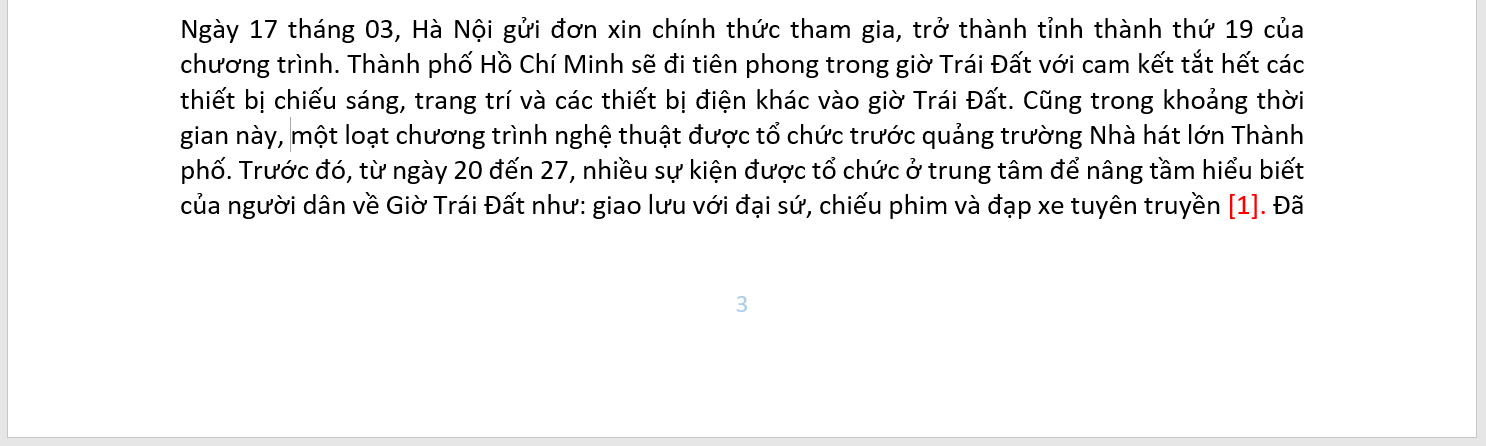 Ngày 17 tháng 03, Hà Nội gửi đơn xin chính thức tham gia, trở thành tỉnh thành thứ 19 của
chương trình. Thành phố Hồ Chí Minh sẽ đi tiên phong trong giờ Trái Đất với cam kết tắt hết các
thiết bị chiếu sáng, trang trí và các thiết bị điện khác vào giờ Trái Đất. Cũng trong khoảng thời
gian này, một loạt chương trình nghệ thuật được tổ chức trước quảng trường Nhà hát lớn Thành
phố. Trước đó, từ ngày 20 đến 27, nhiều sự kiện được tổ chức ở trung tâm để nâng tầm hiểu biết
của người dân về Giờ Trái Đất như: giao lưu với đại sứ, chiếu phim và đạp xe tuyên truyền [1]. Đã
3